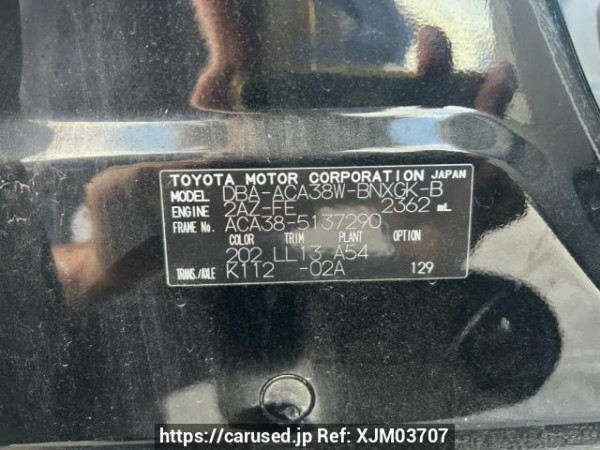 TOYOTA MOTOR CORPORATION JAPAN
MODEL DBA-ACA38W-BNXGK-B
ENGINE 2AZ-FE 2362 mL
FRAME No. ACA38-5137290
COLOR TRIM PLANT OPTION
202 LL13 A54
TRANS./AXLE K112 -02A 129
https://carused.jp Ref: XJM03707